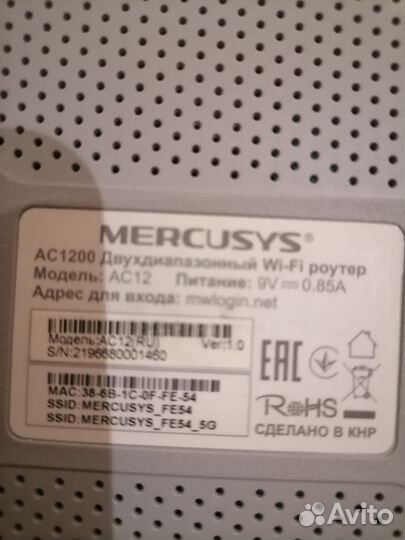 MERCUSYS®
AC1200 Двухдиапазонный Wi-Fi роутер
Модель: AC12 Питание: 9V 0.85A
Адрес для входа: mwlogin.net
Модель:AC12(RU) Ver:1.0
S/N:2196680001460
EAC
MAC:38-6B-1C-0F-FE-54
SSID:MERCUSYS_FE54
SSID:MERCUSYS_FE54_5G
RoHS
СДЕЛАНО В КНР
Avito